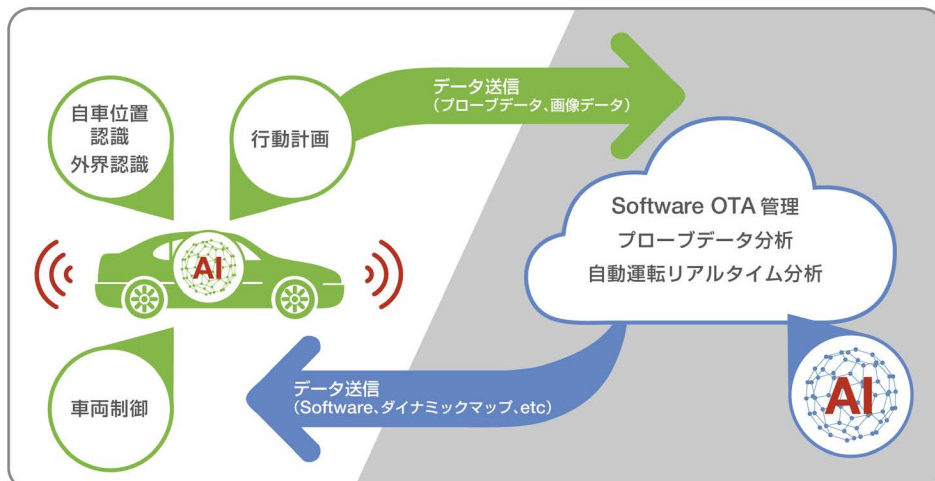 自車位置
認識
外界認識
行動計画
データ送信
（プローブデータ、画像データ）
AI
車両制御
Software OTA 管理
プローブデータ分析
自動運転リアルタイム分析
データ送信
（Software、ダイナミックマップ、etc）
AI